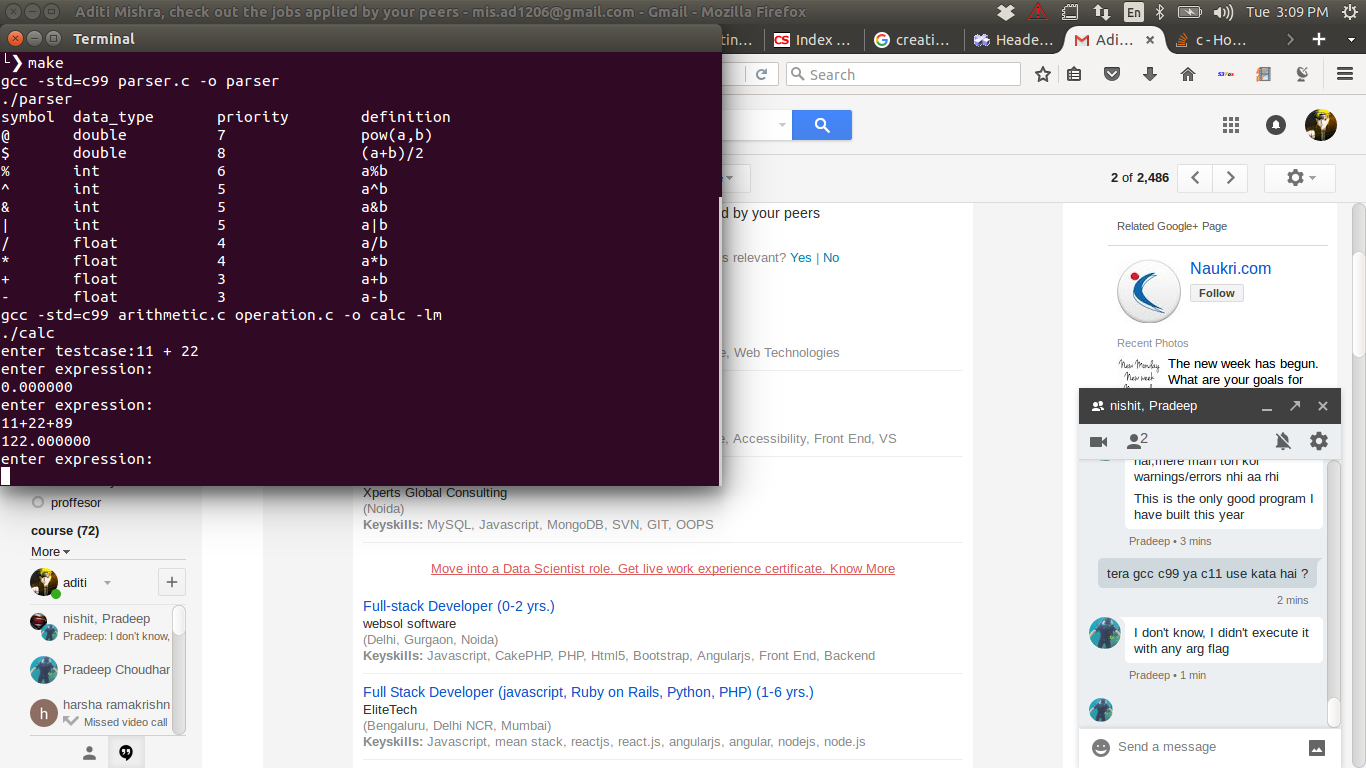 Aditi Mishra, check out the jobs applied by your peers - mis.ad1206@gmail.com - Gmail - Mozilla Firefox
En
Tue 3:09 PM
Terminal
Index ...
creati...
Heade...
Adi...
c - Ho...
Search
└❯ make
gcc -std=c99 parser.c -o parser
./parser
symbol data_type priority definition
@ double 7 pow(a,b)
$ double 8 (a+b)/2
% int 6 a%b
^ int 5 a^b
& int 5 a&b
| int 5 a|b
/ float 4 a/b
* float 4 a*b
+ float 3 a+b
- float 3 a-b
gcc -std=c99 arithmetic.c operation.c -o calc -lm
./calc
enter testcase:11 + 22
enter expression:
0.000000
enter expression:
11+22+89
122.000000
enter expression:
2 of 2,486
d by your peers
s relevant? Yes | No
, Web Technologies
, Accessibility, Front End, VS
Xperts Global Consulting
(Noida)
Keyskills: MySQL, Javascript, MongoDB, SVN, GIT, OOPS
Move into a Data Scientist role. Get live work experience certificate. Know More
Full-stack Developer (0-2 yrs.)
websol software
(Delhi, Gurgaon, Noida)
Keyskills: Javascript, CakePHP, PHP, Html5, Bootstrap, Angularjs, Front End, Backend
Full Stack Developer (javascript, Ruby on Rails, Python, PHP) (1-6 yrs.)
EliteTech
(Bengaluru, Delhi NCR, Mumbai)
Keyskills: Javascript, mean stack, reactjs, react.js, angularjs, angular, nodejs, node.js
proffesor
course (72)
More
aditi
nishit, Pradeep
Pradeep: I don't know,
Pradeep Choudhar
h
harsha ramakrishn
Missed video call
Related Google+ Page
Naukri.com
Follow
Recent Photos
New Monday
New week
The new week has begun.
What are your goals for
nishit, Pradeep
2
hai,mere main toh koi
warnings/errors nhi aa rhi
This is the only good program I
have built this year
Pradeep • 3 mins
tera gcc c99 ya c11 use kata hai ?
2 mins
I don't know, I didn't execute it
with any arg flag
Pradeep • 1 min
Send a message